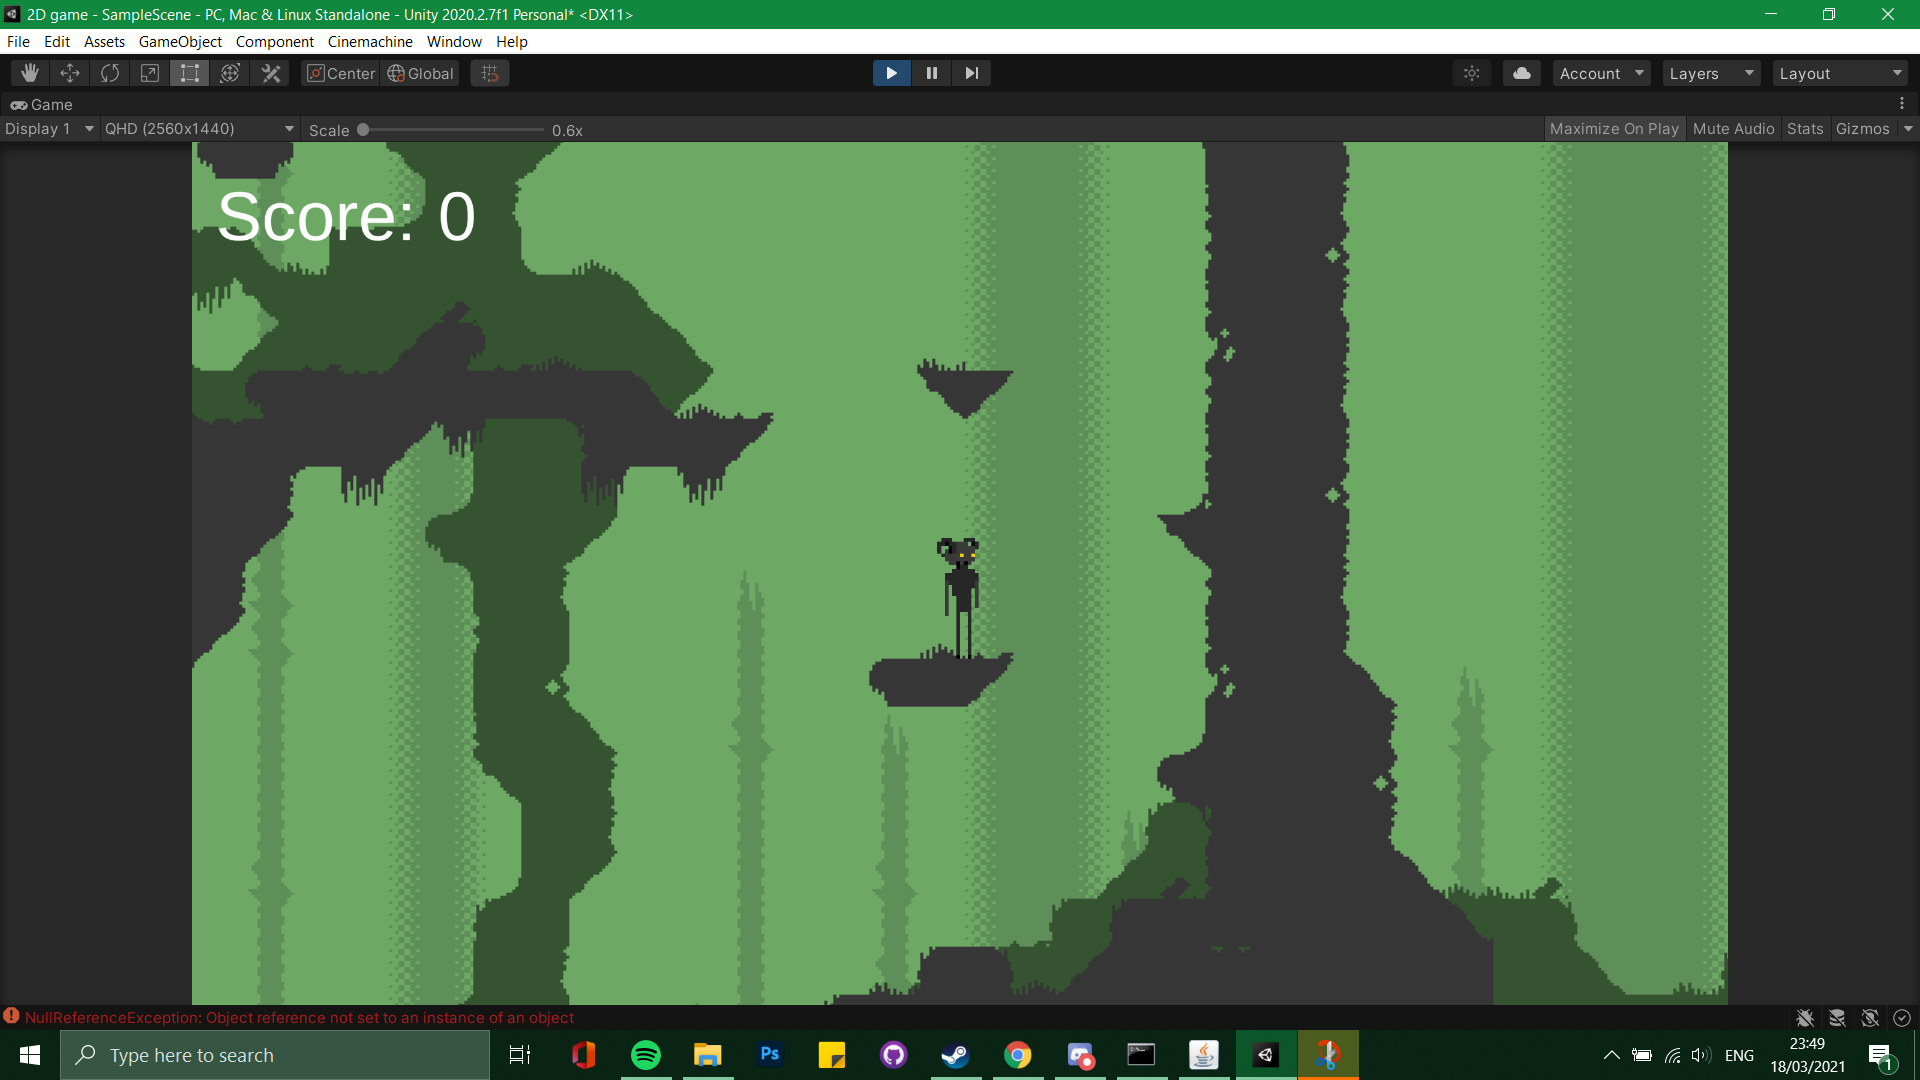 2D game - SampleScene - PC, Mac & Linux Standalone - Unity 2020.2.7f1 Personal* <DX11>
File Edit Assets GameObject Component Cinemachine Window Help
Center Global Account Layers Layout
Game
Display 1 QHD (2560x1440) Scale 0.6x Maximize On Play Mute Audio Stats Gizmos
Score: 0
NullReferenceException: Object reference not set to an instance of an object
Type here to search
Ps
ENG
23:49
18/03/2021
1